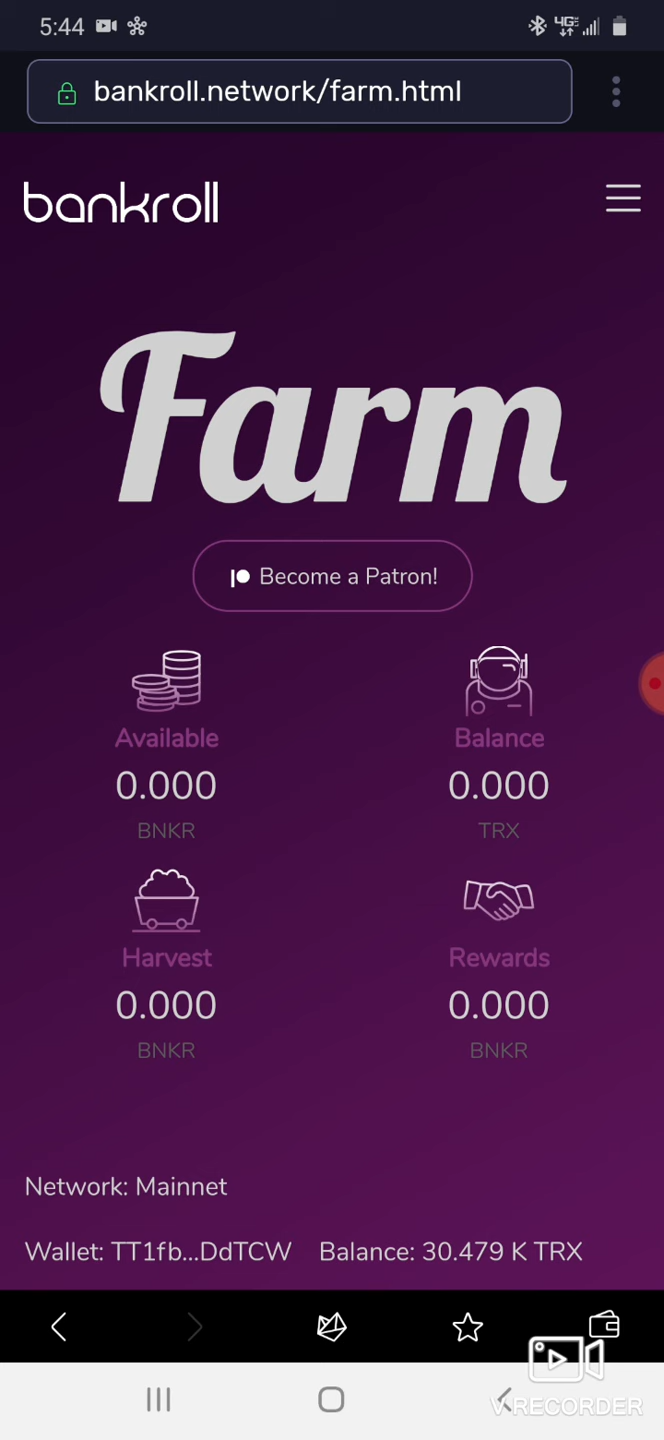 5:44
4G
bankroll.network/farm.html
bankroll
Farm
Become a Patron!
Available
Balance
0.000
0.000
BNKR
TRX
Harvest
Rewards
0.000
0.000
BNKR
BNKR
Network: Mainnet
Wallet: TT1fb...DdTCW Balance: 30.479 K TRX
V RECORDER